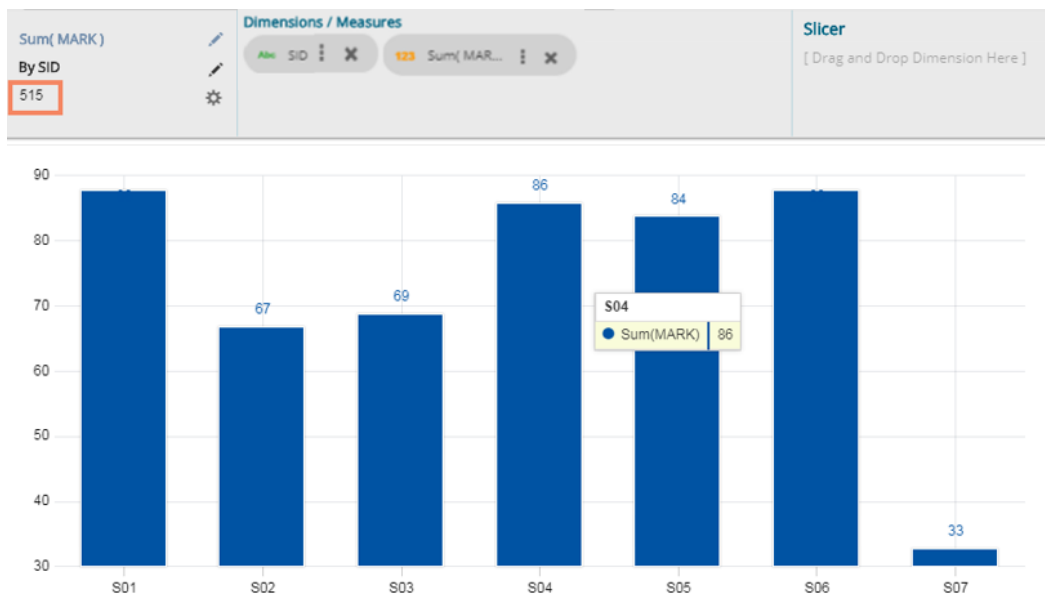 Sum( MARK )
By SID
515
Dimensions / Measures
Abc SID
123 Sum( MAR...
Slicer
[ Drag and Drop Dimension Here ]
90
80
70
60
50
40
30
67
69
86
84
33
S04
Sum(MARK) 86
S01 S02 S03 S04 S05 S06 S07